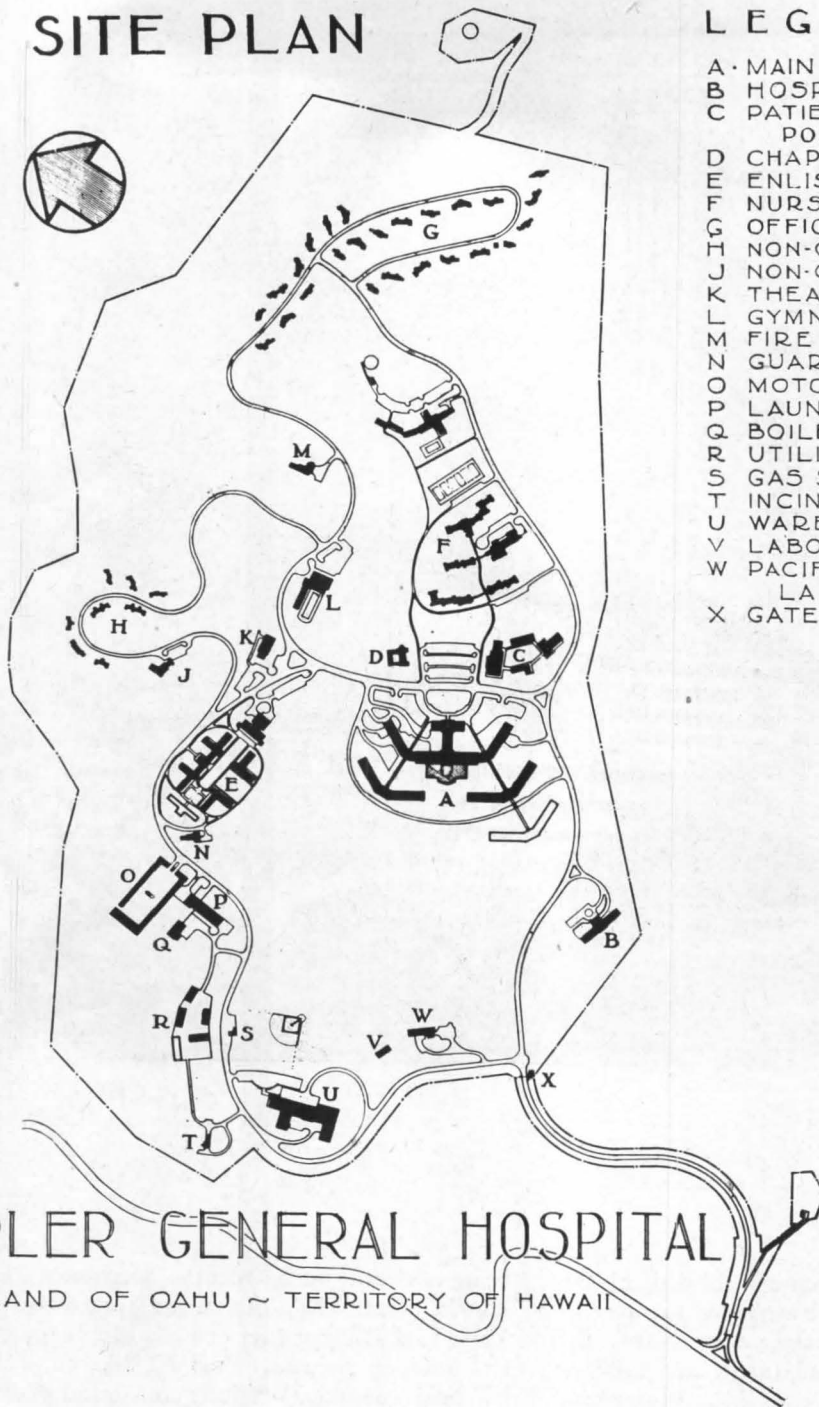 SITE PLAN
LEG
A. MAIN
B HOSP
C PATIE
PO
D CHAP
E ENLIS
F NURS
G OFFIC
H NON-C
J NON-C
K THEA
L GYMN
M FIRE
N GUAR
O MOTO
P LAUN
Q BOILE
R UTILI
S GAS S
T INCIN
U WARE
V LABO
W PACIF
LA
X GATE
G
M
F
L
H
K
D
C
J
E
A
N
O
P
Q
B
R
S
V
W
U
X
T
PLER GENERAL HOSPITAL
AND OF OAHU ~ TERRITORY OF HAWAII